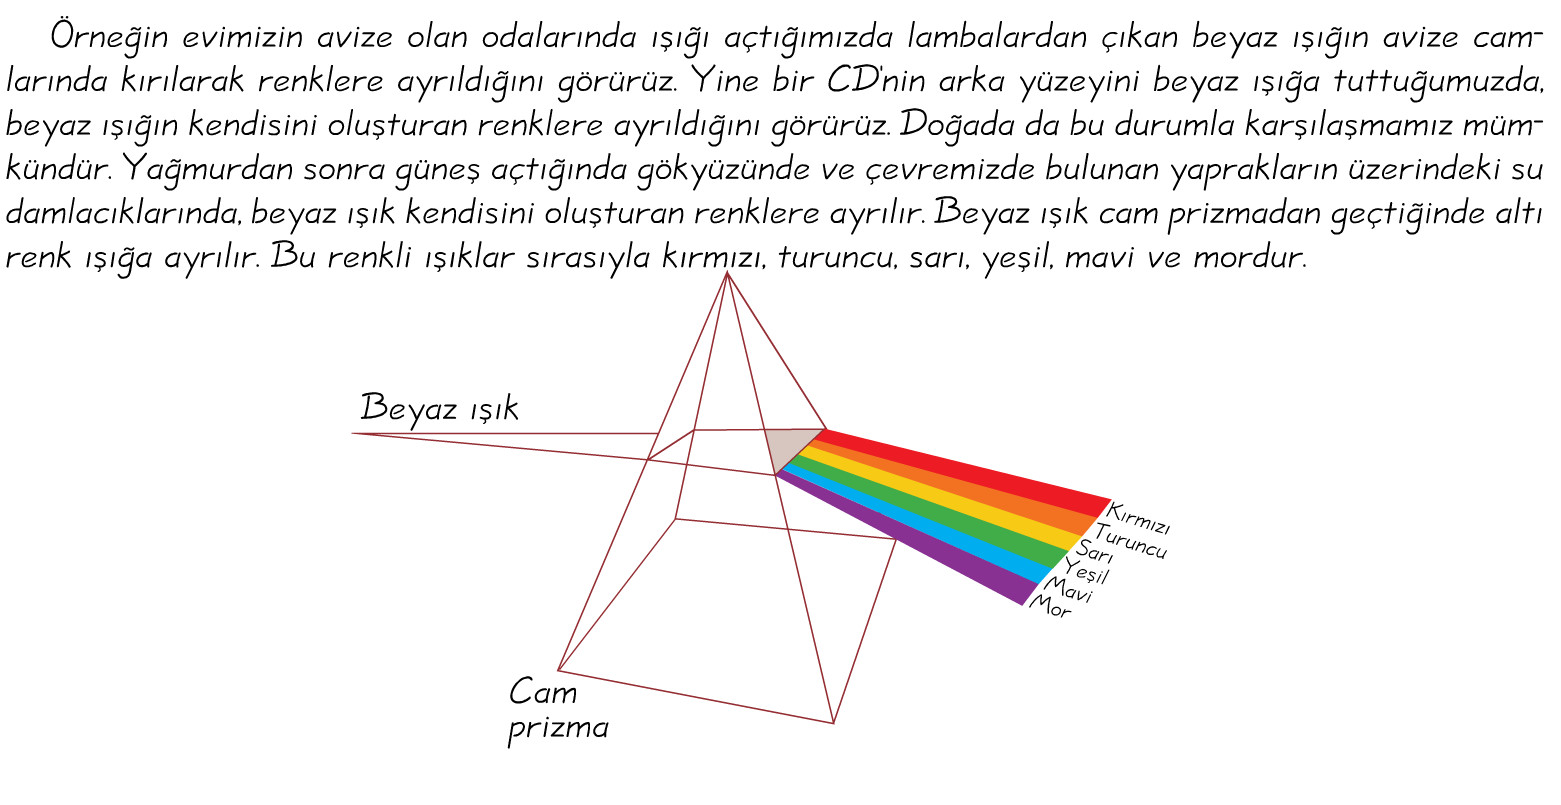 Örneğin evimizin avize olan odalarında ışığı açtığımızda lambalardan çıkan beyaz ışığın avize cam-
larında kırılarak renklere ayrıldığını görürüz. Yine bir CD'nin arka yüzeyini beyaz ışığa tuttuğumuzda,
beyaz ışığın kendisini oluşturan renklere ayrıldığını görürüz. Doğada da bu durumla karşılaşmamız müm-
kündür. Yağmurdan sonra güneş açtığında gökyüzünde ve çevremizde bulunan yaprakların üzerindeki su
damlacıklarında, beyaz ışık kendisini oluşturan renklere ayrılır. Beyaz ışık cam prizmadan geçtiğinde altı
renk ışığa ayrılır. Bu renkli ışıklar sırasıyla kırmızı, turuncu, sarı, yeşil, mavi ve mordur.
Beyaz ışık
Kırmızı
Turuncu
Sarı
Yeşil
Mavi
Mor
Cam
prizma